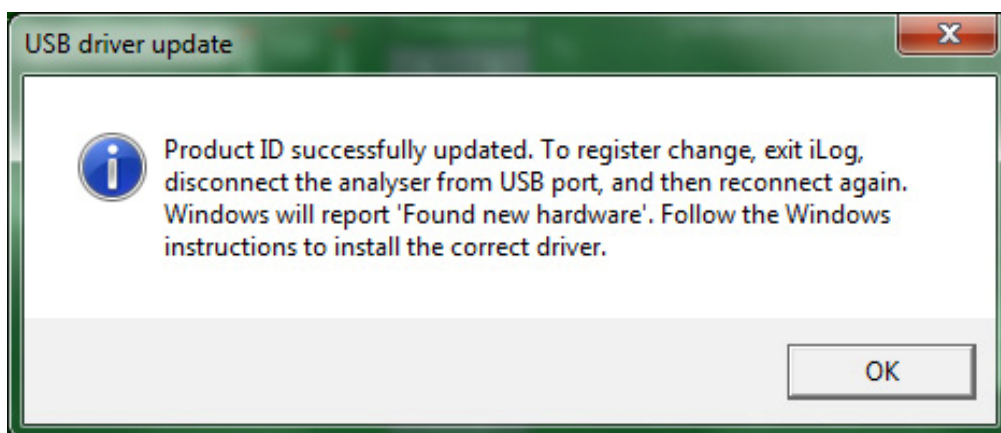 USB driver update
Product ID successfully updated. To register change, exit iLog,
disconnect the analyser from USB port, and then reconnect again.
Windows will report 'Found new hardware'. Follow the Windows
instructions to install the correct driver.
OK